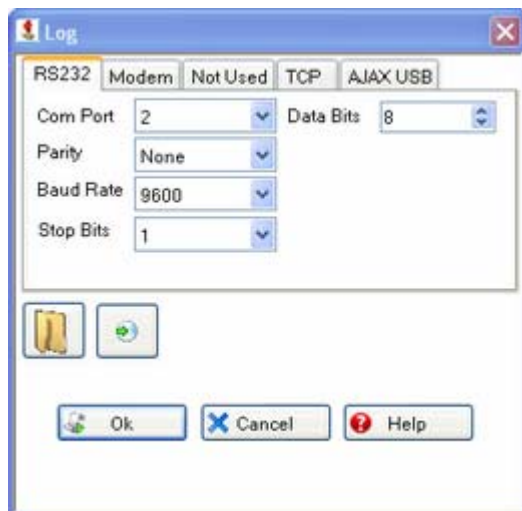 Log
RS232 Modem Not Used TCP AJAX USB
Com Port 2 Data Bits 8
Parity None
Baud Rate 9600
Stop Bits 1
Ok Cancel Help